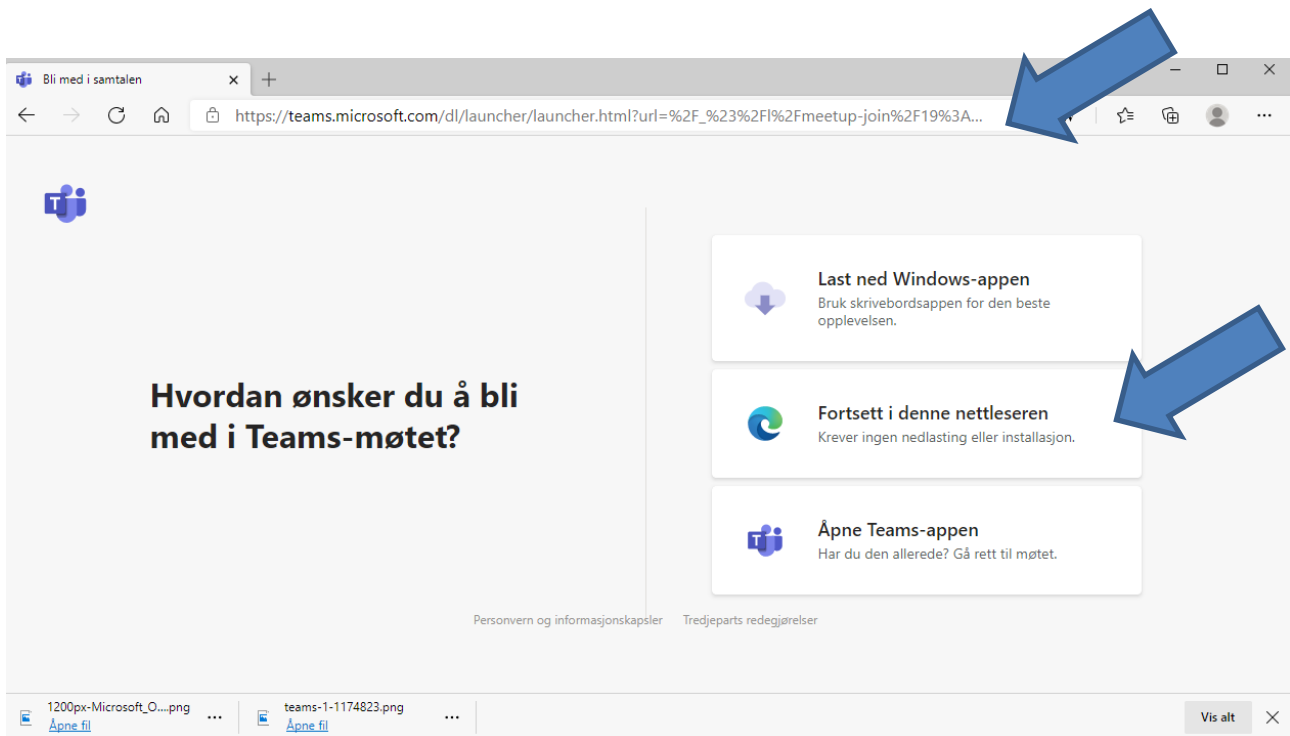 Bli med i samtalen
https://teams.microsoft.com/dl/launcher/launcher.html?url=%2F_%23%2Fl%2Fmeetup-join%2F19%3A...
Last ned Windows-appen
Bruk skrivebordsappen for den beste
opplevelsen.
Hvordan ønsker du å bli
med i Teams-møtet?
Fortsett i denne nettleseren
Krever ingen nedlasting eller installasjon.
Åpne Teams-appen
Har du den allerede? Gå rett til møtet.
Personvern og informasjonskapsler Tredjeparts redegjørelser
1200px-Microsoft_O....png
Åpne fil
teams-1-1174823.png
Åpne fil
Vis alt